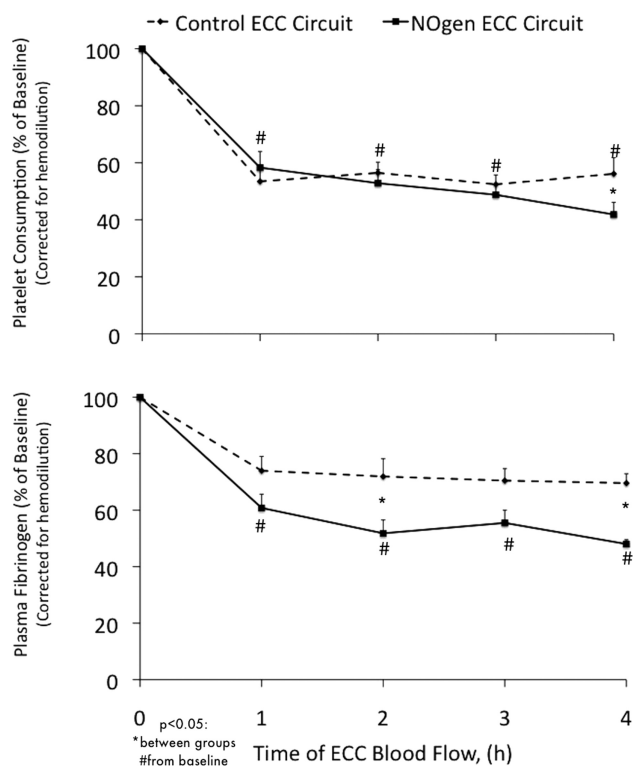 Control ECC Circuit NOgen ECC Circuit
Platelet Consumption (% of Baseline)
(Corrected for hemodilution)
100
80
60
40
20
0
# # # #
*
Plasma Fibrinogen (% of Baseline)
(Corrected for hemodilution)
100
80
60
40
20
0
* *
# # # #
0 1 2 3 4
p<0.05:
*between groups
#from baseline
Time of ECC Blood Flow, (h)